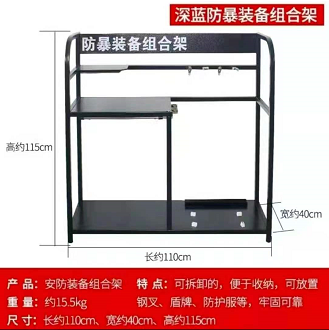 深蓝防暴装备组合架
防暴装备组合架
高约115cm
宽约40cm
长约110cm
产 品：安防装备组合架 特 点：可拆卸的，便于收纳，可放置
重 量：约15.5kg 钢叉、盾牌、防护服等，牢固可靠
尺 寸：长约110cm、宽约40cm、高约115cm